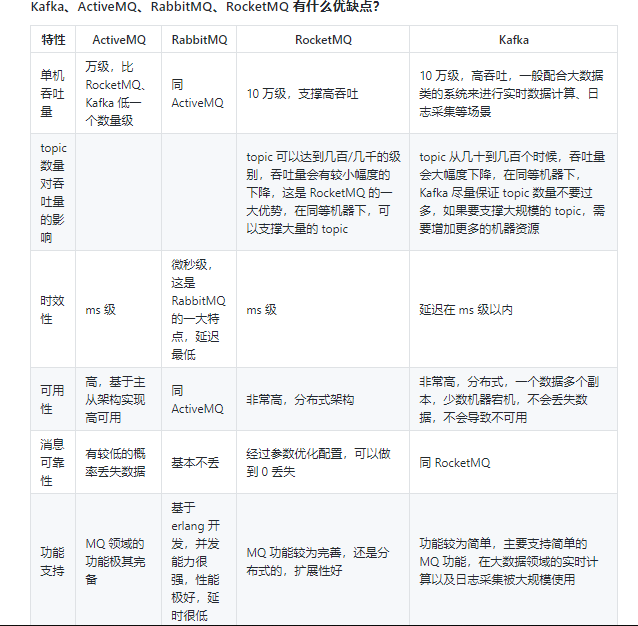 Kafka、ActiveMQ、RabbitMQ、RocketMQ 有什么优缺点？
特性 ActiveMQ RabbitMQ RocketMQ Kafka
单机
吞吐
量
万级，比
RocketMQ、
Kafka 低一
个数量级
同
ActiveMQ
10 万级，支撑高吞吐
10 万级，高吞吐，一般配合大数据
类的系统来进行实时数据计算、日
志采集等场景
topic
数量
对吞
吐量
的影
响
topic 可以达到几百/几千的级
别，吞吐量会有较小幅度的
下降，这是 RocketMQ 的一
大优势，在同等机器下，可
以支撑大量的 topic
topic 从几十到几百个时候，吞吐量
会大幅度下降，在同等机器下，
Kafka 尽量保证 topic 数量不要过
多，如果要支撑大规模的 topic，需
要增加更多的机器资源
时效
性
ms 级
微秒级，
这是
RabbitMQ
的一大特
点，延迟
最低
ms 级
延迟在 ms 级以内
可用
性
高，基于主
从架构实现
高可用
同
ActiveMQ
非常高，分布式架构
非常高，分布式，一个数据多个副
本，少数机器宕机，不会丢失数
据，不会导致不可用
消息
可靠
性
有较低的概
率丢失数据
基本不丢
经过参数优化配置，可以做
到 0 丢失
同 RocketMQ
功能
支持
MQ 领域的
功能极其完
备
基于
erlang 开
发，并发
能力很
强，性能
极好，延
时很低
MQ 功能较为完善，还是分
布式的，扩展性好
功能较为简单，主要支持简单的
MQ 功能，在大数据领域的实时计
算以及日志采集被大规模使用